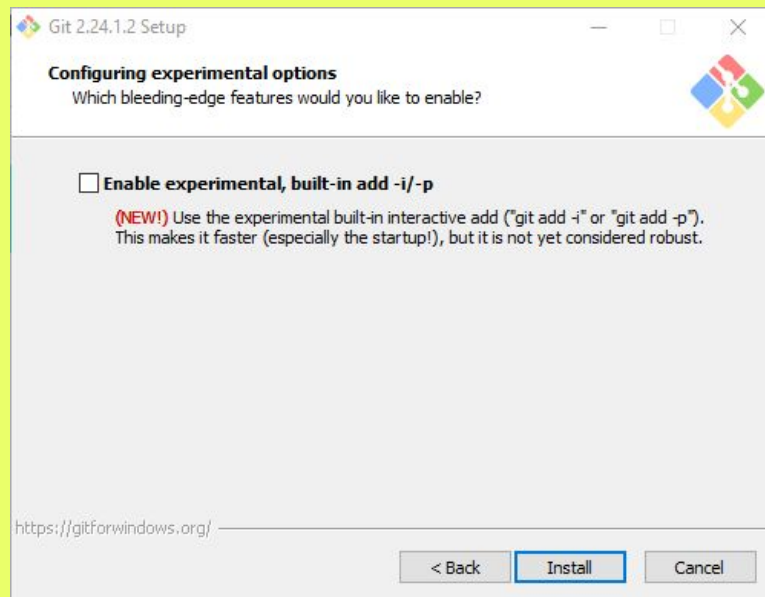 Git 2.24.1.2 Setup
Configuring experimental options
Which bleeding-edge features would you like to enable?
Enable experimental, built-in add -i/-p
(NEW!) Use the experimental built-in interactive add ("git add -i" or "git add -p").
This makes it faster (especially the startup!), but it is not yet considered robust.
https://gitforwindows.org/
< Back
Install
Cancel